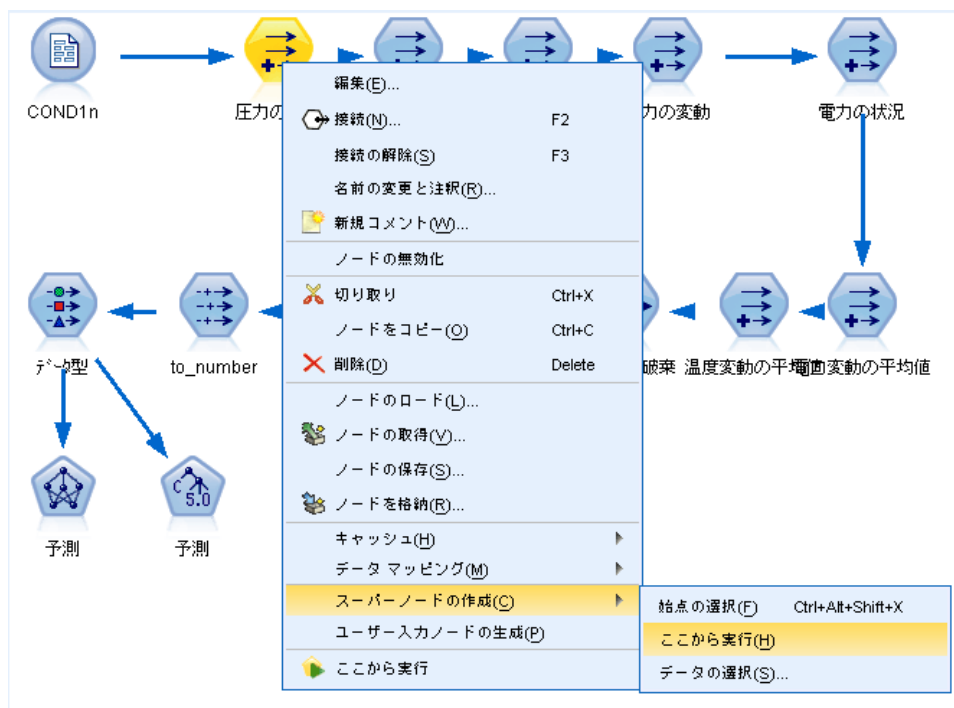 COND1n
圧力の
力の変動
電力の状況
編集(E)...
接続(N)... F2
接続の解除(S) F3
名前の変更と注釈(R)...
新規コメント(W)...
ノードの無効化
切り取り Ctrl+X
ノードをコピー(O) Ctrl+C
削除(D) Delete
ノードのロード(L)...
ノードの取得(V)...
ノードの保存(S)...
ノードを格納(R)...
キャッシュ(H)
データ マッピング(M)
スーパーノードの作成(C)
ユーザー入力ノードの生成(P)
ここから実行
始点の選択(F) Ctrl+Alt+Shift+X
ここから実行(H)
データの選択(S)...
データ型
to_number
破棄
温度変動の平
変動の平均値
予測
C 5.0
予測